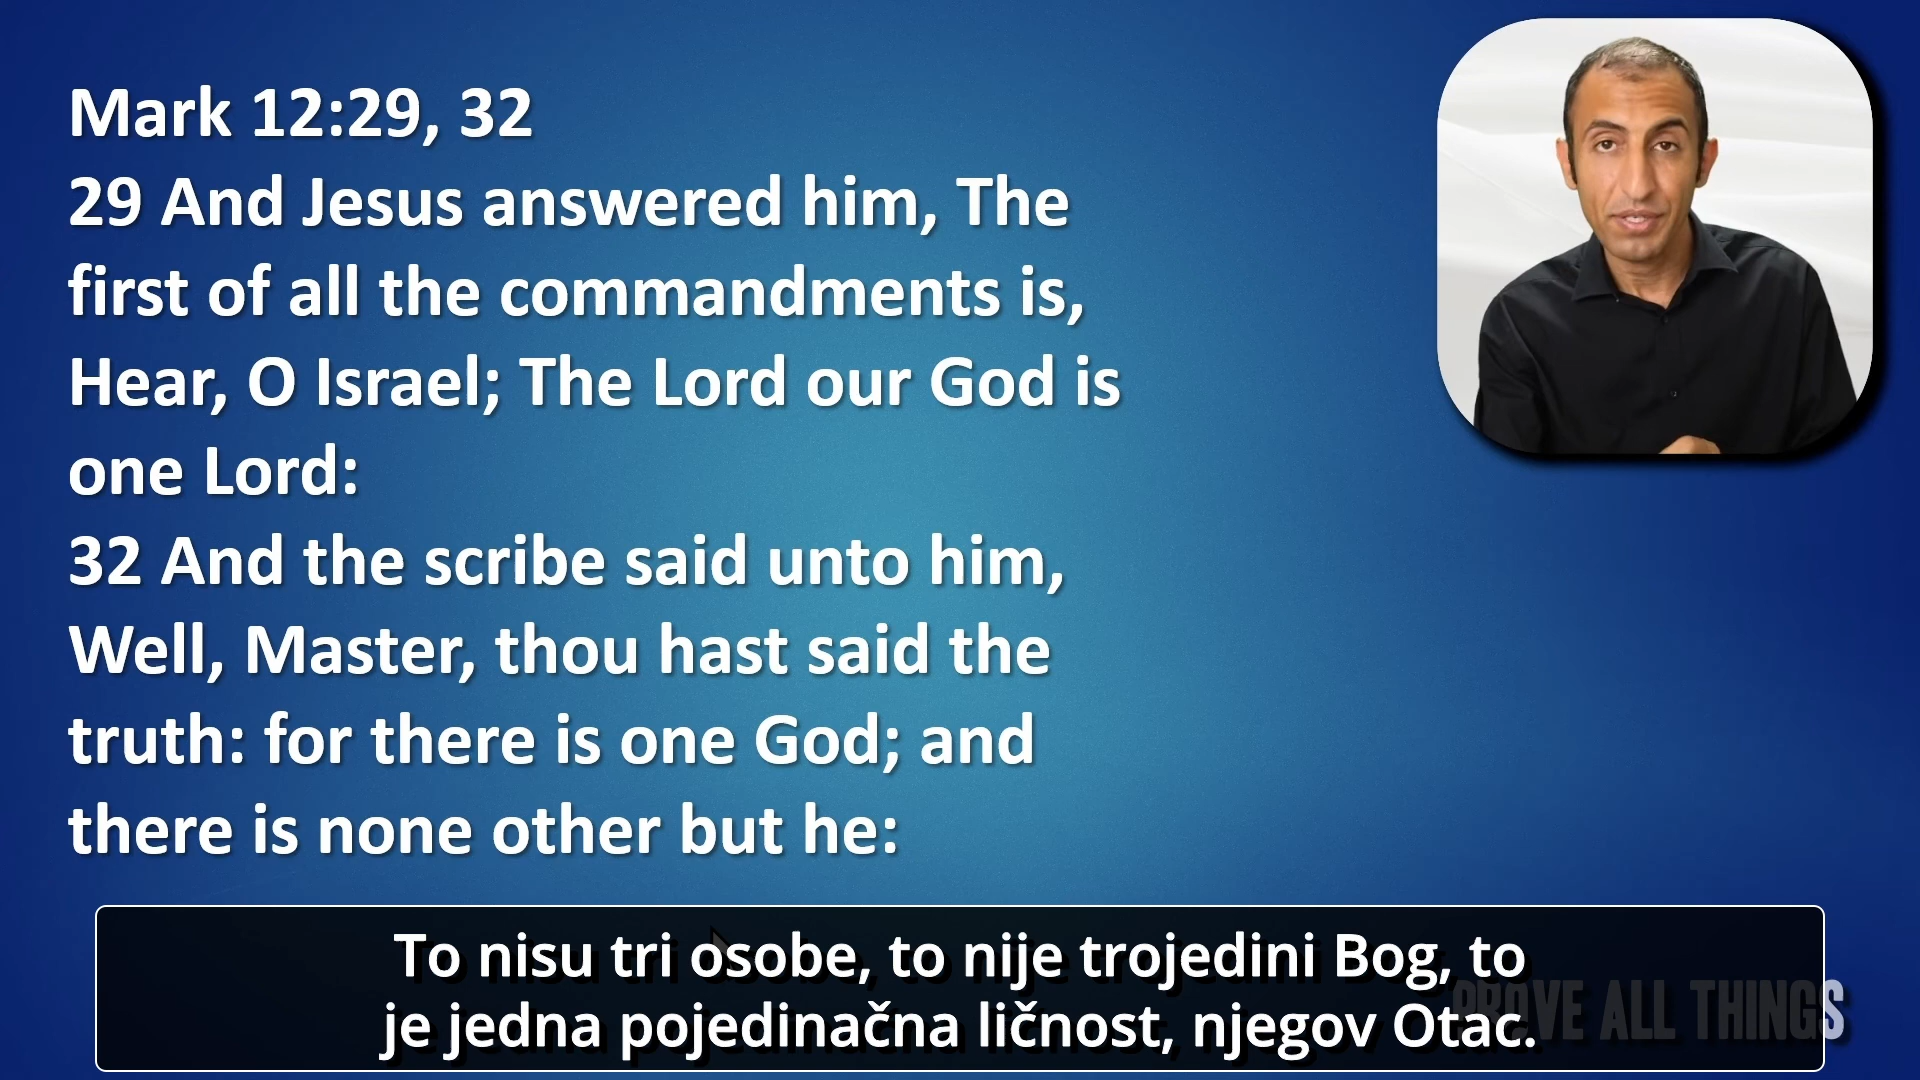 Mark 12:29, 32
29 And Jesus answered him, The
first of all the commandments is,
Hear, O Israel; The Lord our God is
one Lord:
32 And the scribe said unto him,
Well, Master, thou hast said the
truth: for there is one God; and
there is none other but he:
To nisu tri osobe, to nije trojedini Bog, to
je jedna pojedinačna ličnost, njegov Otac.
PROVE ALL THINGS